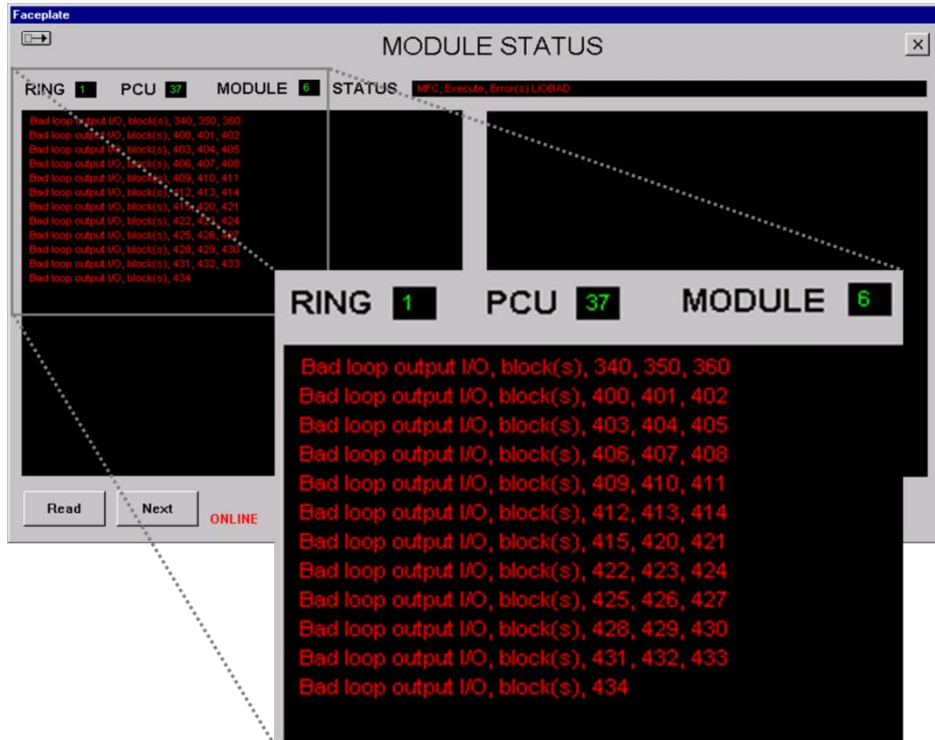 Faceplate
MODULE STATUS
RING 1 PCU 37 MODULE 6 STATUS MFC, Execute, Error(s) LIOBAD
Bad loop output I/O, block(s), 340, 350, 360
Bad loop output I/O, block(s), 400, 401, 402
Bad loop output I/O, block(s), 403, 404, 405
Bad loop output I/O, block(s), 406, 407, 408
Bad loop output I/O, block(s), 409, 410, 411
Bad loop output I/O, block(s), 412, 413, 414
Bad loop output I/O, block(s), 415, 420, 421
Bad loop output I/O, block(s), 422, 423, 424
Bad loop output I/O, block(s), 425, 426, 427
Bad loop output I/O, block(s), 428, 429, 430
Bad loop output I/O, block(s), 431, 432, 433
Bad loop output I/O, block(s), 434
Read Next ONLINE
RING 1 PCU 37 MODULE 6
Bad loop output I/O, block(s), 340, 350, 360
Bad loop output I/O, block(s), 400, 401, 402
Bad loop output I/O, block(s), 403, 404, 405
Bad loop output I/O, block(s), 406, 407, 408
Bad loop output I/O, block(s), 409, 410, 411
Bad loop output I/O, block(s), 412, 413, 414
Bad loop output I/O, block(s), 415, 420, 421
Bad loop output I/O, block(s), 422, 423, 424
Bad loop output I/O, block(s), 425, 426, 427
Bad loop output I/O, block(s), 428, 429, 430
Bad loop output I/O, block(s), 431, 432, 433
Bad loop output I/O, block(s), 434